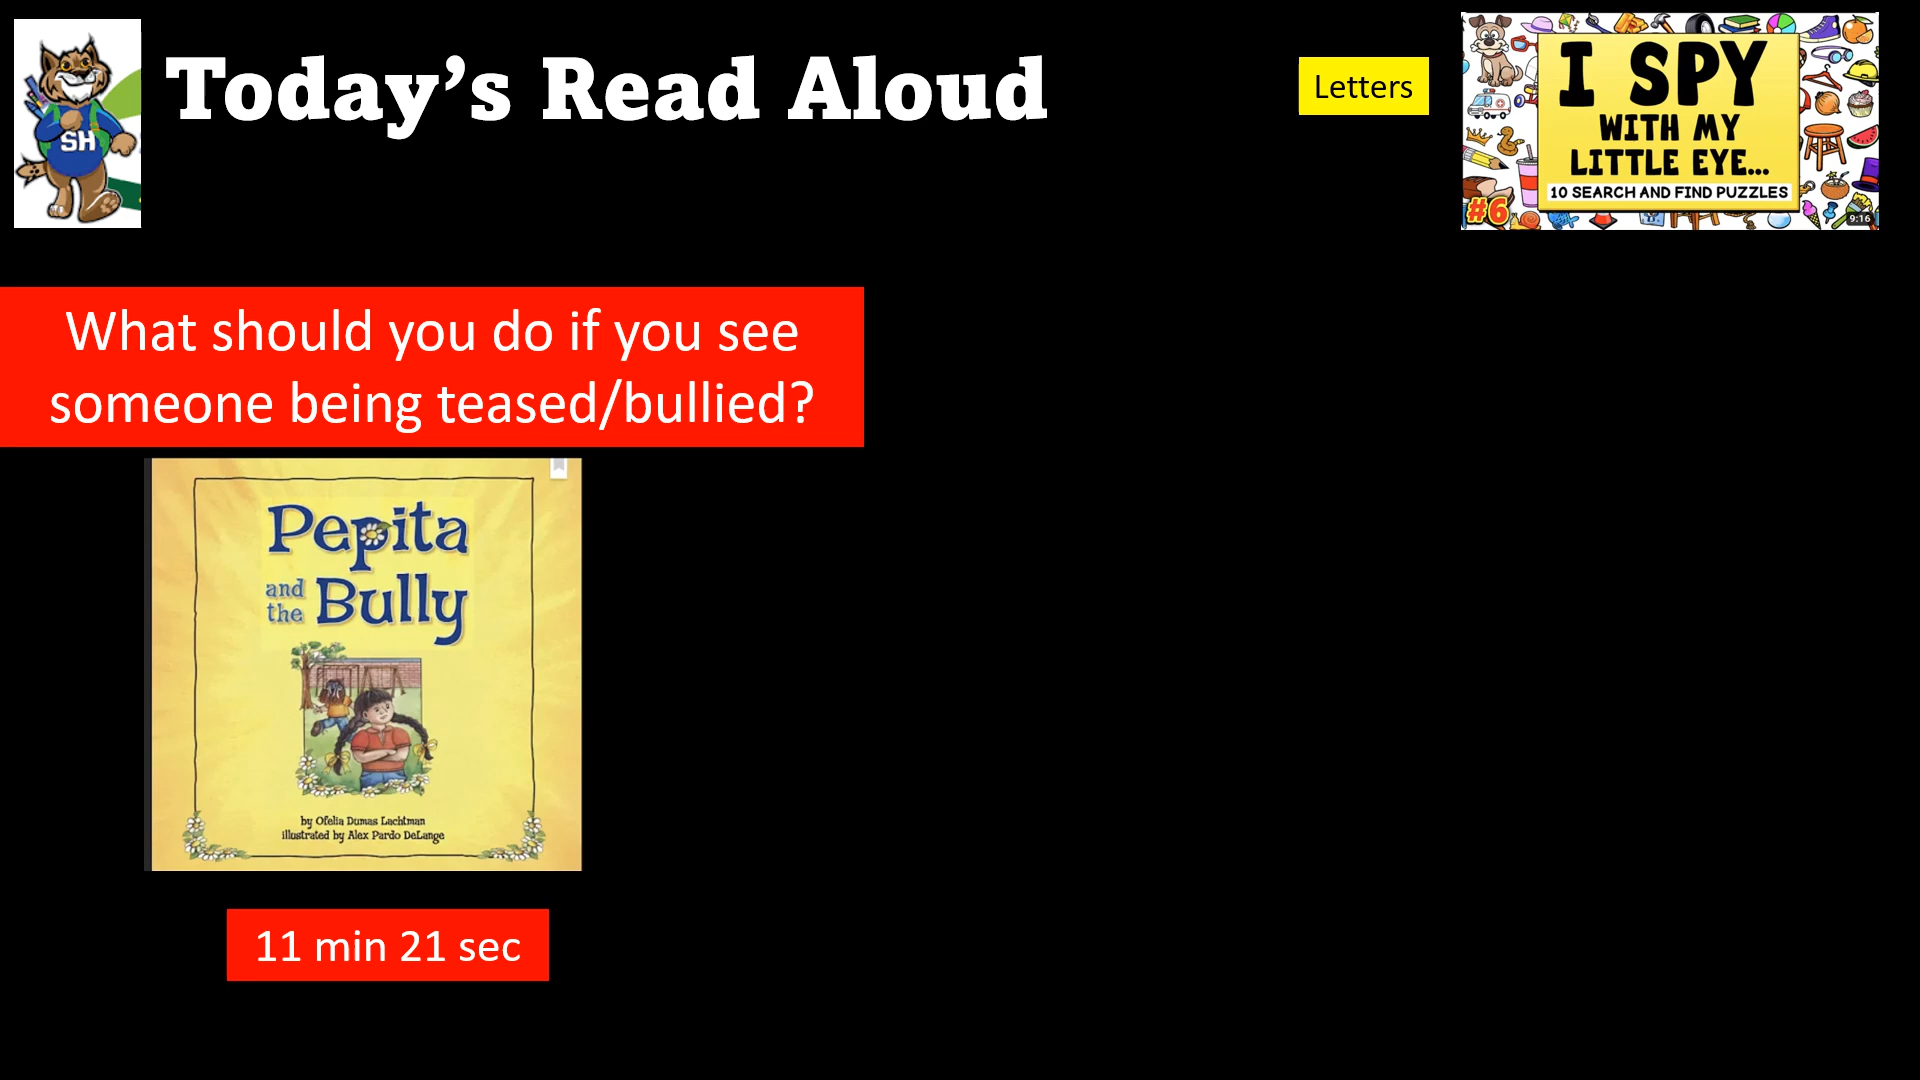 SH
Today’s Read Aloud
Letters
I SPY
WITH MY
LITTLE EYE...
10 SEARCH AND FIND PUZZLES
#6
9:16
What should you do if you see
someone being teased/bullied?
Pepita
and
the
Bully
by Ofelia Dumas Lachtman
illustrated by Alex Pardo DeLange
11 min 21 sec